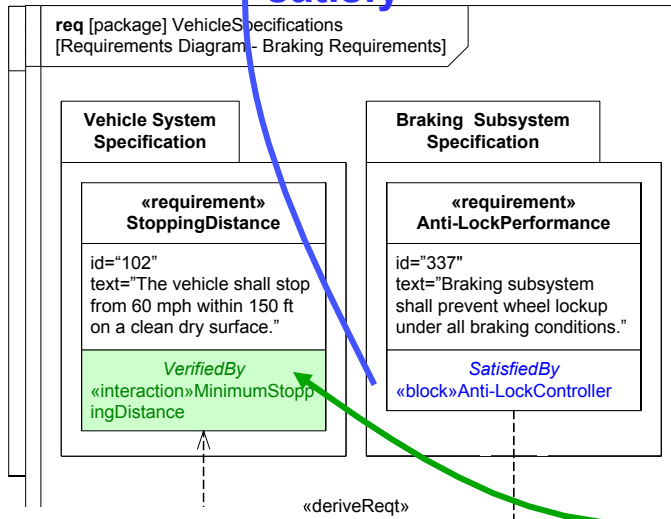 satisfy
req [package] VehicleSpecifications
[Requirements Diagram - Braking Requirements]
Vehicle System
Specification
Braking Subsystem
Specification
«requirement»
StoppingDistance
id=“102”
text=”The vehicle shall stop
from 60 mph within 150 ft
on a clean dry surface.”
VerifiedBy
«interaction»MinimumStopp
ingDistance
«requirement»
Anti-LockPerformance
id=”337"
text=”Braking subsystem
shall prevent wheel lockup
under all braking conditions.”
SatisfiedBy
«block»Anti-LockController
«deriveReqt»